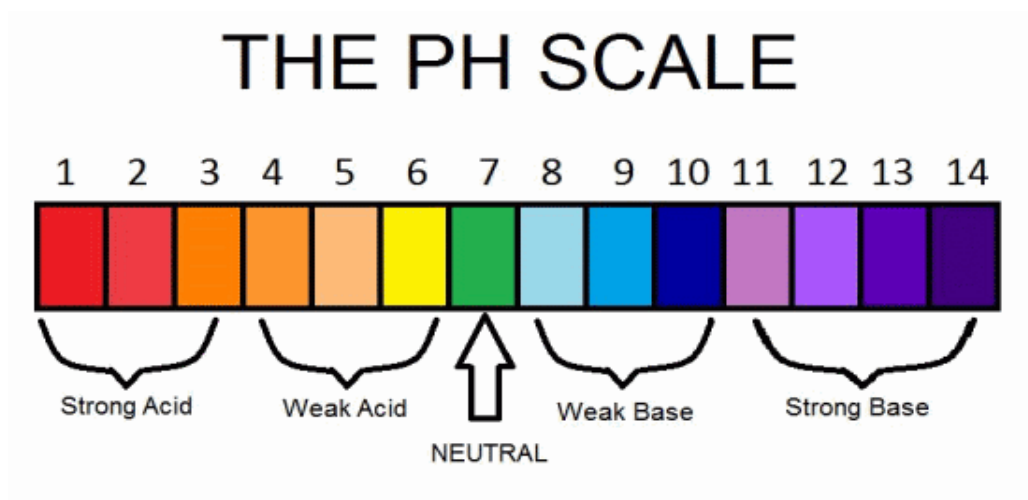 THE PH SCALE
1 2 3 4 5 6 7 8 9 10 11 12 13 14
Strong Acid Weak Acid Weak Base Strong Base
NEUTRAL